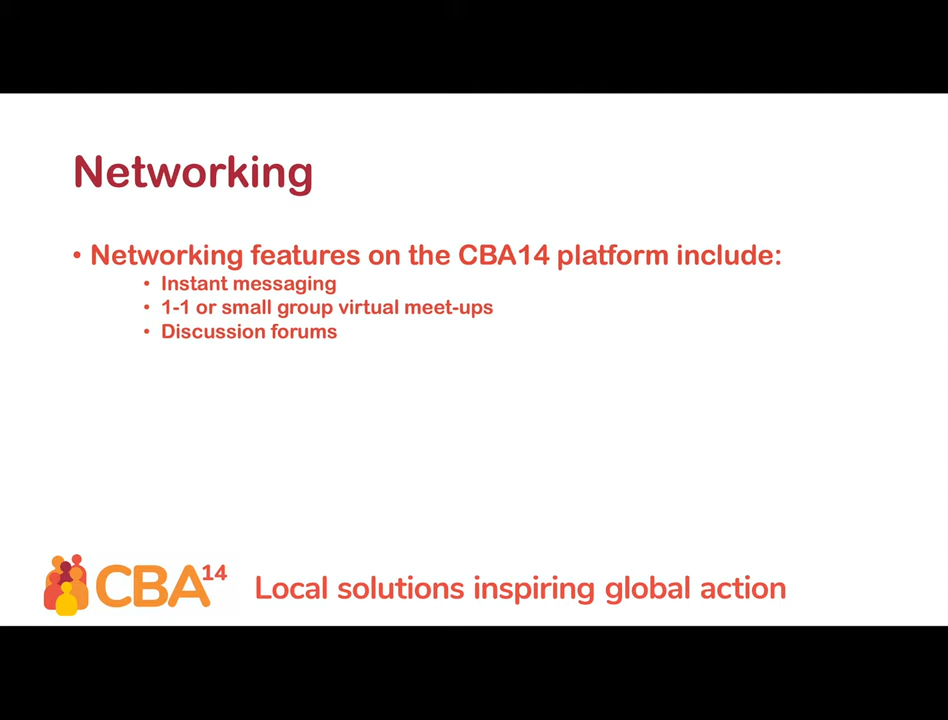 Networking
• Networking features on the CBA14 platform include:
• Instant messaging
• 1-1 or small group virtual meet-ups
• Discussion forums
CBA14 Local solutions inspiring global action